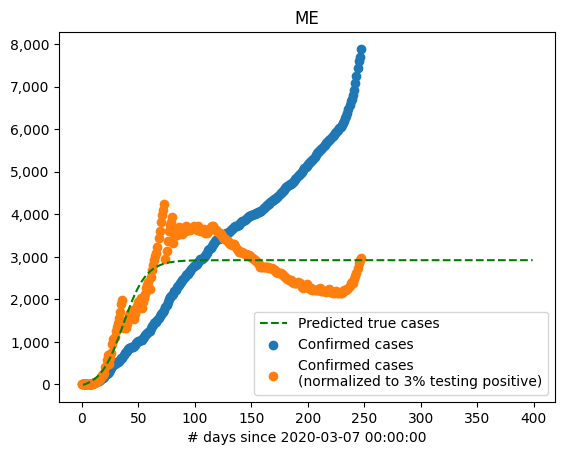 ME
8,000
7,000
6,000
5,000
4,000
3,000
2,000
1,000
0
Predicted true cases
Confirmed cases
Confirmed cases
(normalized to 3% testing positive)
0 50 100 150 200 250 300 350 400
# days since 2020-03-07 00:00:00